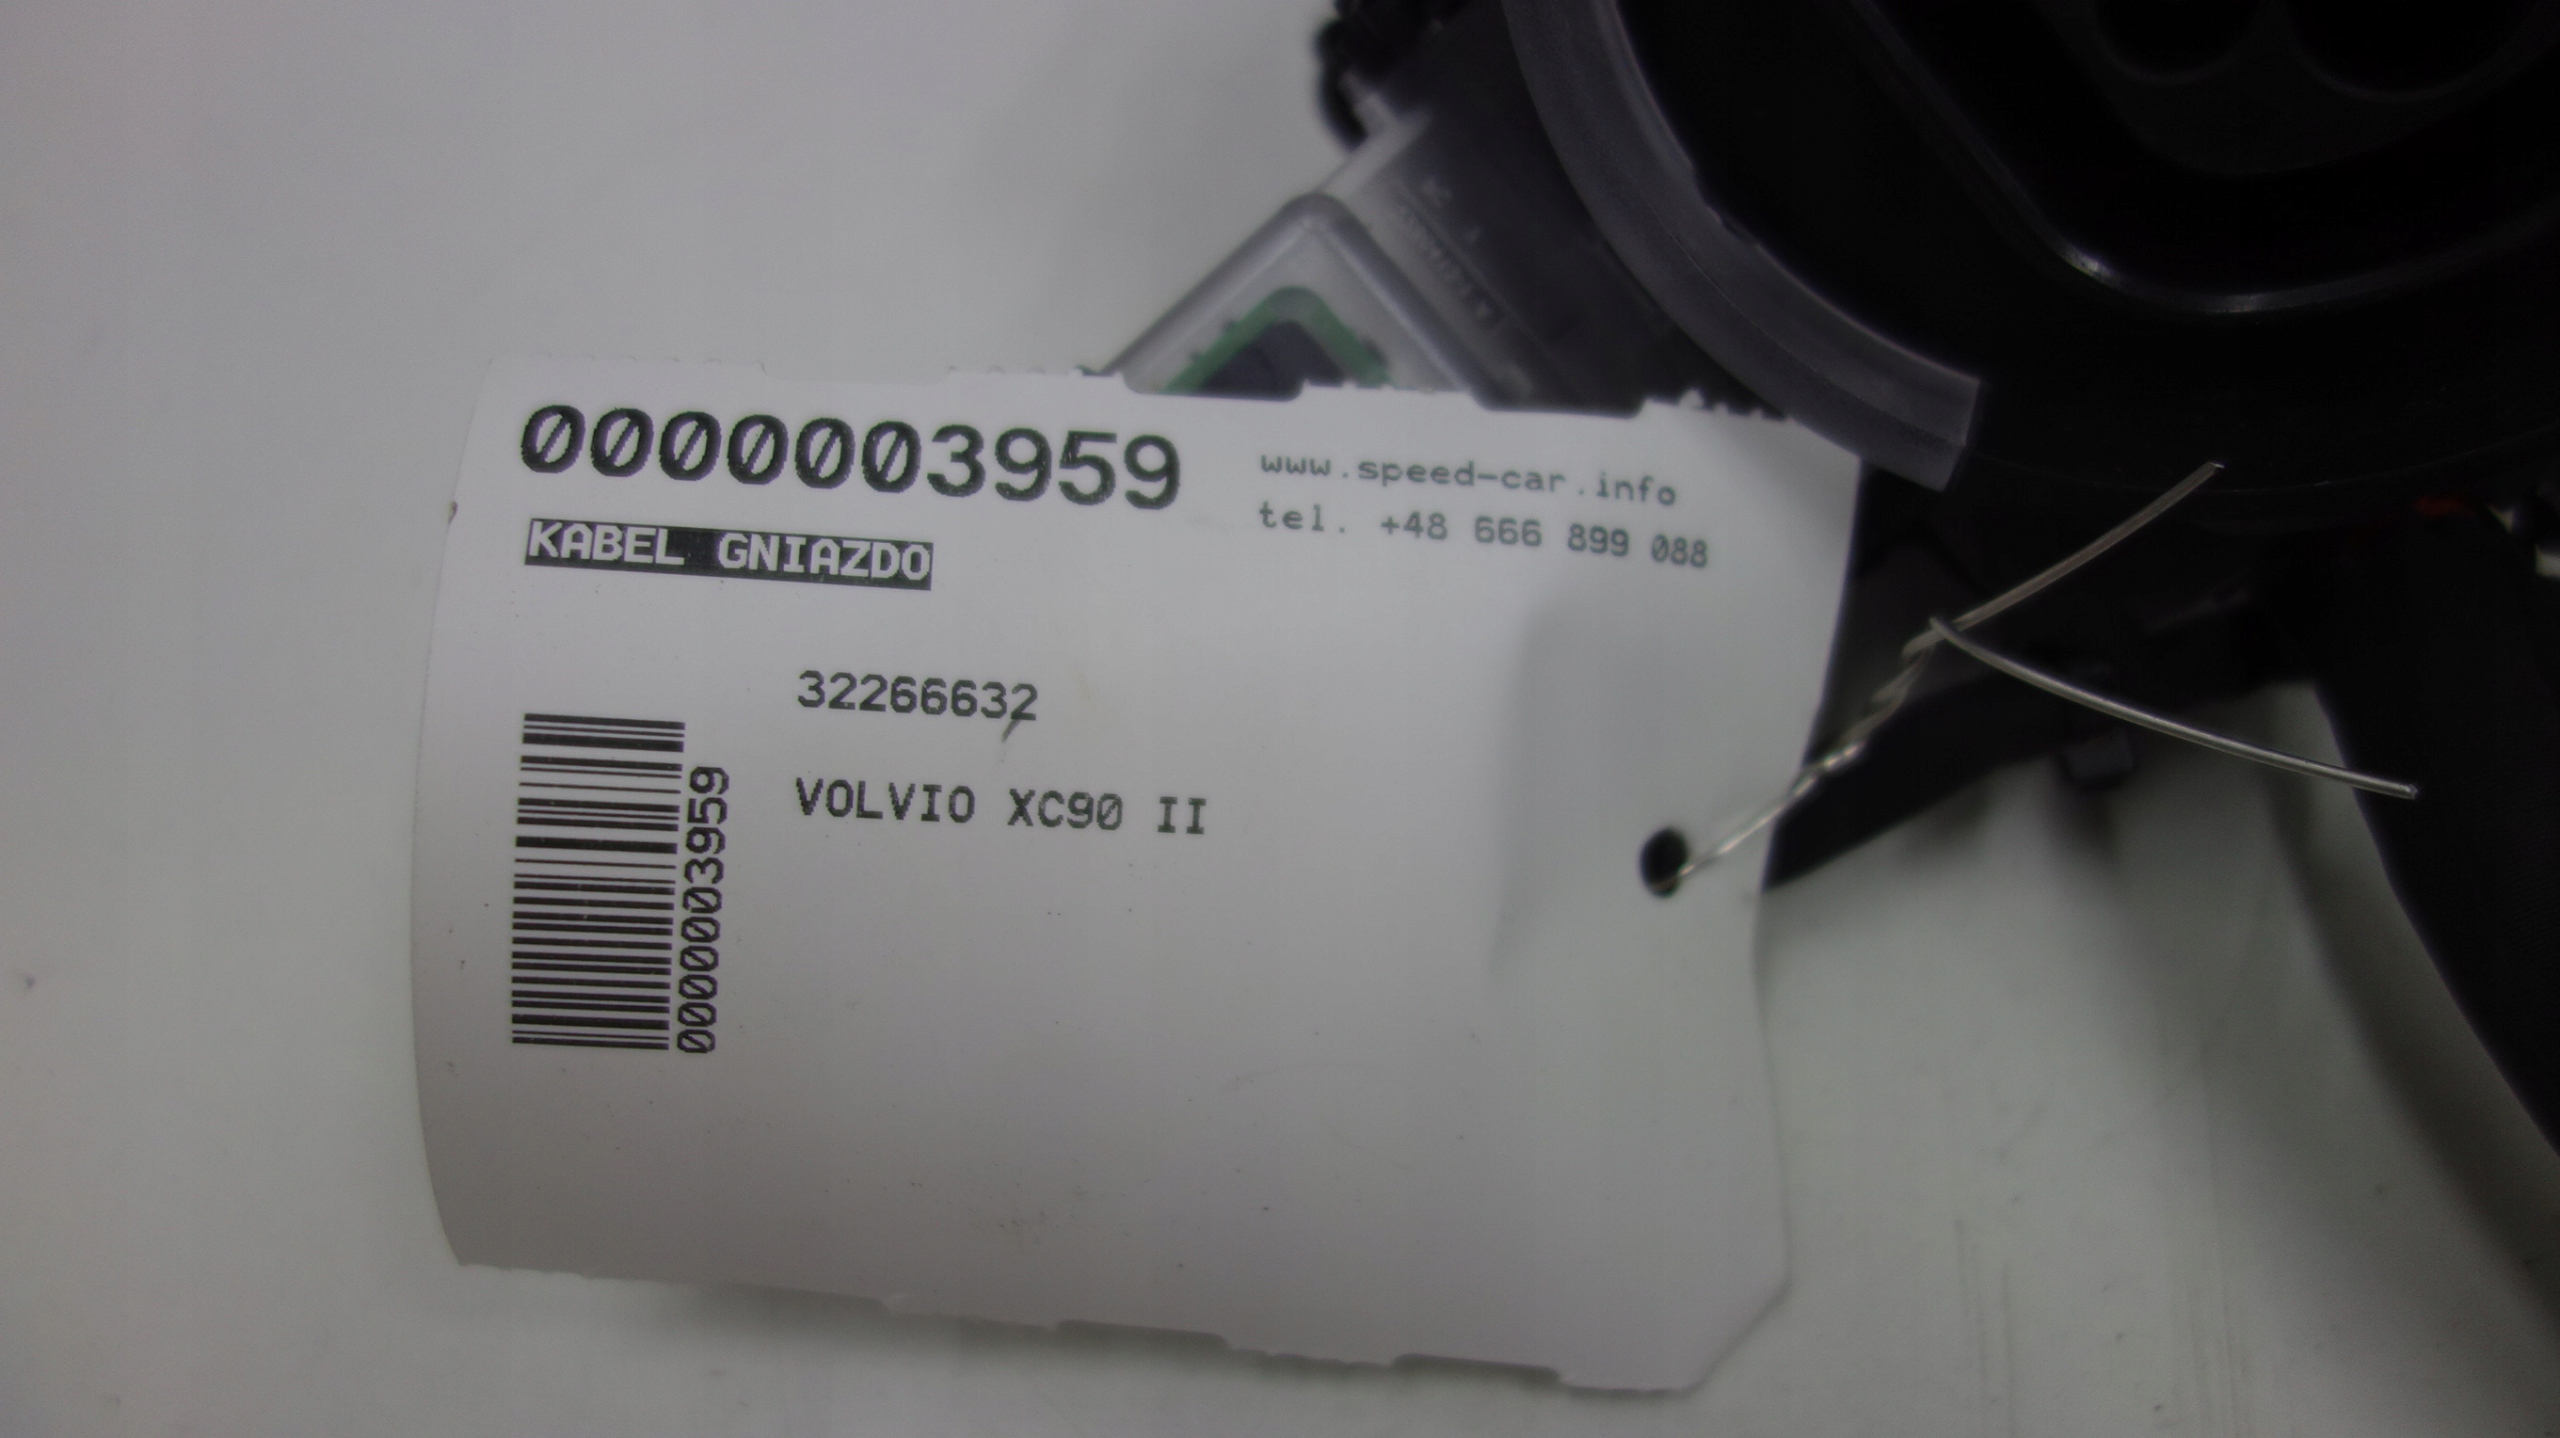 0000003959
www.speed-car.info
tel. +48 666 899 088
KABEL GNIAZDO
32266632
VOLVIO XC90 II
0000003959